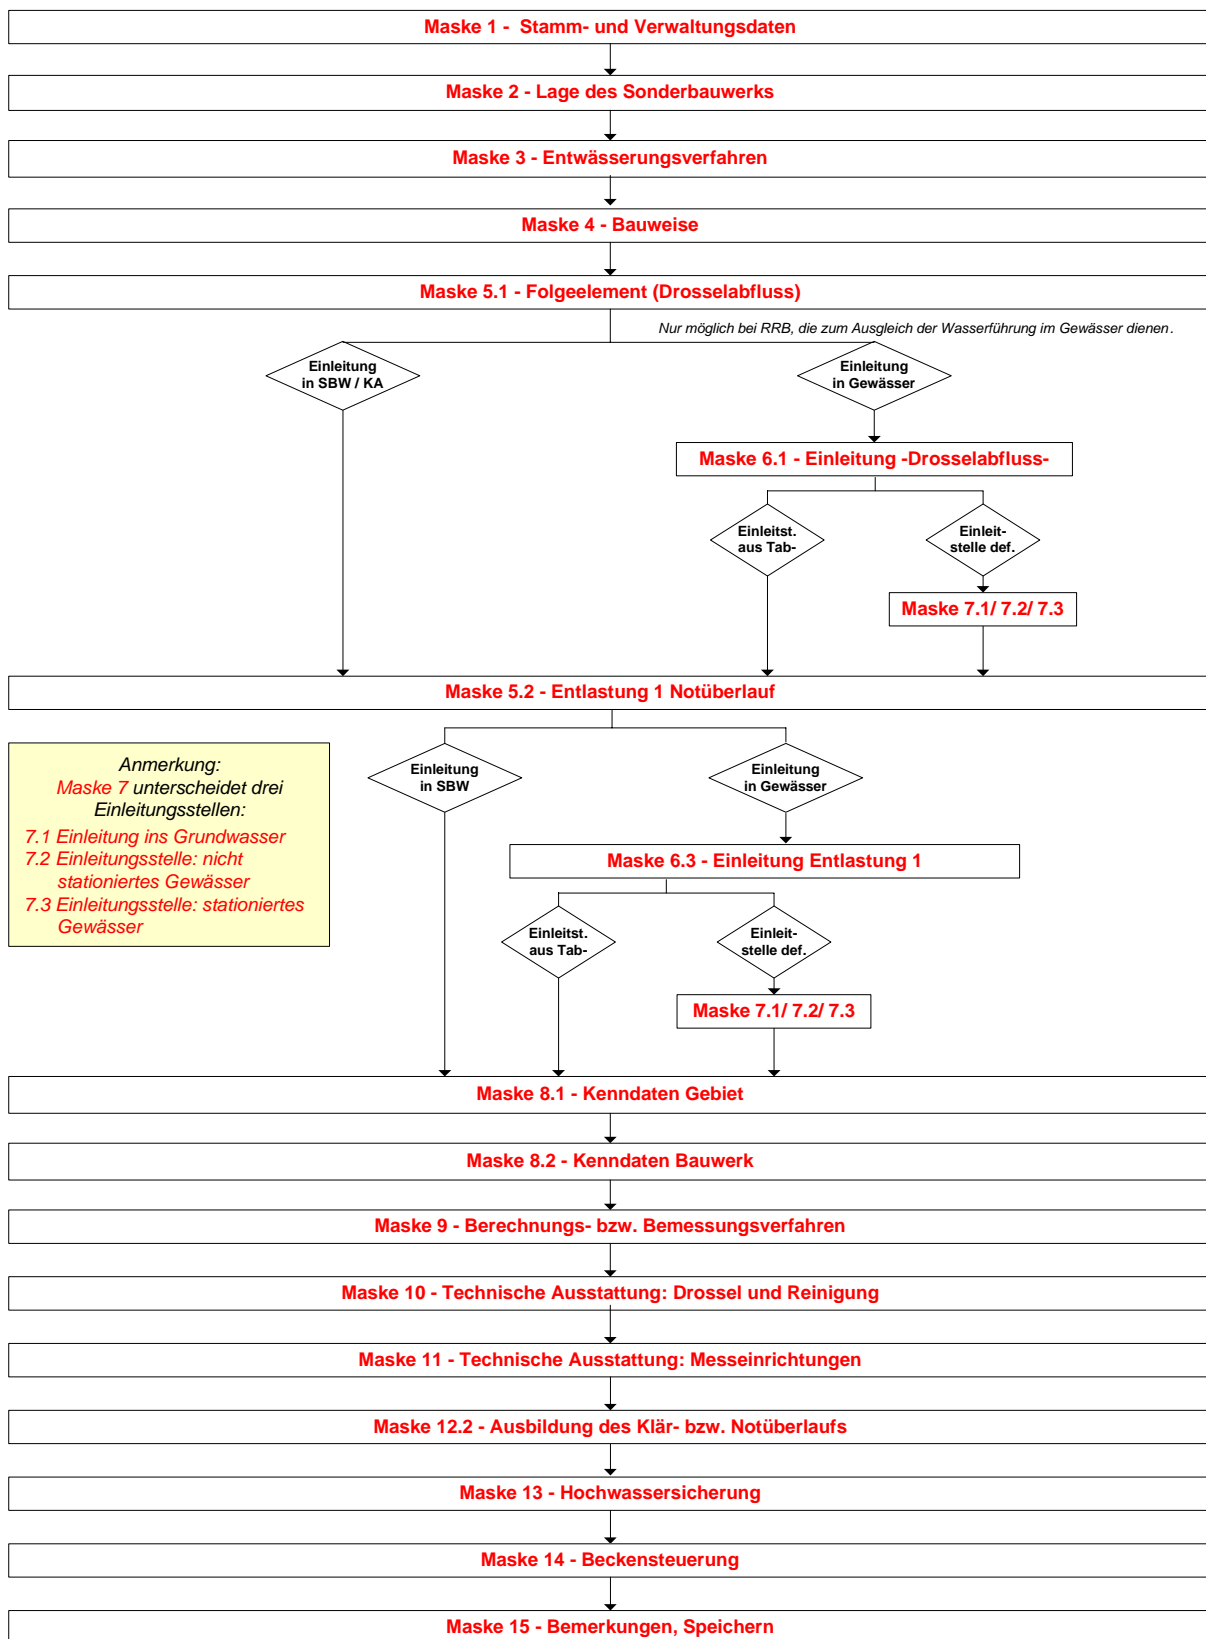 Maske 1 - Stamm- und Verwaltungsdaten
Maske 2 - Lage des Sonderbauwerks
Maske 3 - Entwässerungsverfahren
Maske 4 - Bauweise
Maske 5.1 - Folgeelement (Drosselabfluss)
Nur möglich bei RRB, die zum Ausgleich der Wasserführung im Gewässer dienen.
Einleitung
in SBW / KA
Einleitung
in Gewässer
Maske 6.1 - Einleitung -Drosselabfluss-
Einleitst.
aus Tab-
Einleit-
stelle def.
Maske 7.1/ 7.2/ 7.3
Maske 5.2 - Entlastung 1 Notüberlauf
Anmerkung:
Maske 7 unterscheidet drei
Einleitungsstellen:
7.1 Einleitung ins Grundwasser
7.2 Einleitungsstelle: nicht
stationiertes Gewässer
7.3 Einleitungsstelle: stationiertes
Gewässer
Einleitung
in SBW
Einleitung
in Gewässer
Maske 6.3 - Einleitung Entlastung 1
Einleitst.
aus Tab-
Einleit-
stelle def.
Maske 7.1/ 7.2/ 7.3
Maske 8.1 - Kenndaten Gebiet
Maske 8.2 - Kenndaten Bauwerk
Maske 9 - Berechnungs- bzw. Bemessungsverfahren
Maske 10 - Technische Ausstattung: Drossel und Reinigung
Maske 11 - Technische Ausstattung: Messeinrichtungen
Maske 12.2 - Ausbildung des Klär- bzw. Notüberlaufs
Maske 13 - Hochwassersicherung
Maske 14 - Beckensteuerung
Maske 15 - Bemerkungen, Speichern